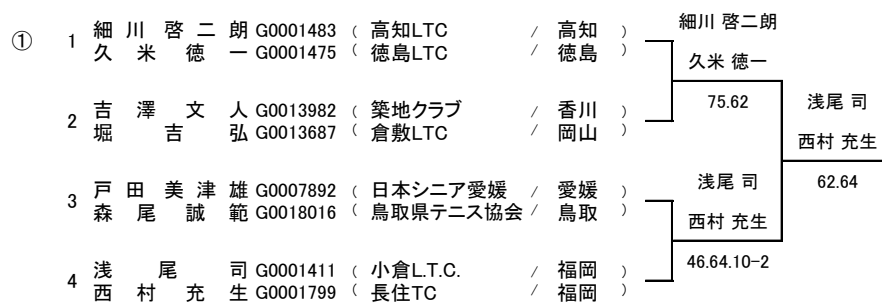 ①
1 細川 啓二朗 G0001483 ( 高知LTC / 高知 )
久米 徳一 G0001475 ( 徳島LTC / 徳島 )
2 吉澤 文人 G0013982 ( 築地クラブ / 香川 )
堀 吉弘 G0013687 ( 倉敷LTC / 岡山 )
3 戸田 美津雄 G0007892 ( 日本シニア愛媛 / 愛媛 )
森尾 誠範 G0018016 ( 鳥取県テニス協会 / 鳥取 )
4 浅尾 司 G0001411 ( 小倉L.T.C. / 福岡 )
西村 充生 G0001799 ( 長住TC / 福岡 )
細川 啓二朗
久米 徳一
75.62
浅尾 司
西村 充生
46.64.10-2
浅尾 司
西村 充生
62.64